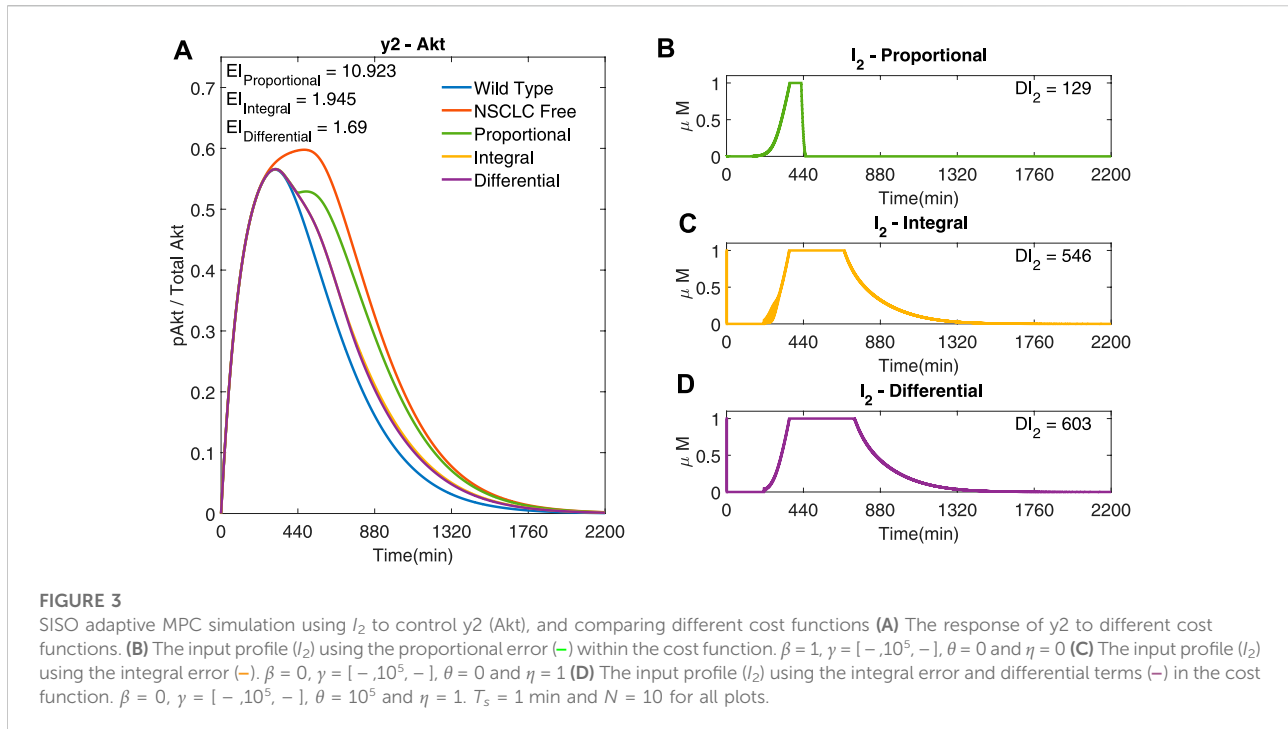 A
y2 - Akt
EI_Proportional = 10.923
EI_Integral = 1.945
EI_Differential = 1.69
Wild Type
NSCLC Free
Proportional
Integral
Differential
pAkt / Total Akt
0.7
0.6
0.5
0.4
0.3
0.2
0.1
0
0 440 880 1320 1760 2200
Time(min)
B
I_2 - Proportional
DI_2 = 129
μ M
1
0.5
0
0 440 880 1320 1760 2200
Time(min)
C
I_2 - Integral
DI_2 = 546
μ M
1
0.5
0
0 440 880 1320 1760 2200
Time(min)
D
I_2 - Differential
DI_2 = 603
μ M
1
0.5
0
0 440 880 1320 1760 2200
Time(min)
FIGURE 3
SISO adaptive MPC simulation using I_2 to control y2 (Akt), and comparing different cost functions (A) The response of y2 to different cost
functions. (B) The input profile (I_2) using the proportional error (–) within the cost function. β = 1, γ = [ − ,10^5, − ], θ = 0 and η = 0 (C) The input profile (I_2)
using the integral error (–). β = 0, γ = [ − ,10^5, − ], θ = 0 and η = 1 (D) The input profile (I_2) using the integral error and differential terms (–) in the cost
function. β = 0, γ = [ − ,10^5, − ], θ = 10^5 and η = 1. T_s = 1 min and N = 10 for all plots.